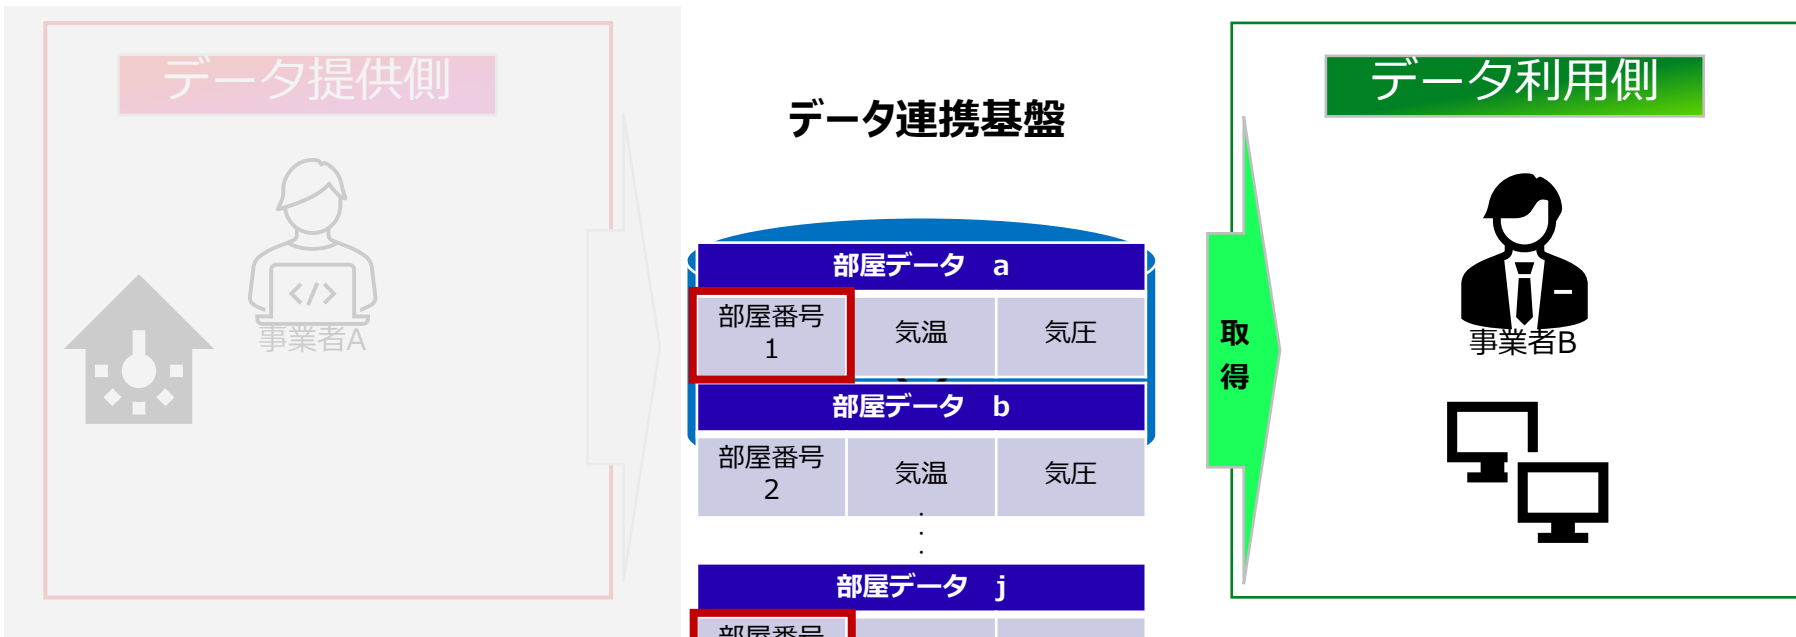 データ提供側
</>
事業者A
データ連携基盤
部屋データ　a
部屋番号
1
気温
気圧
部屋データ　b
部屋番号
2
気温
気圧
.
.
.
部屋データ　j
部屋番号
取
得
データ利用側
事業者B